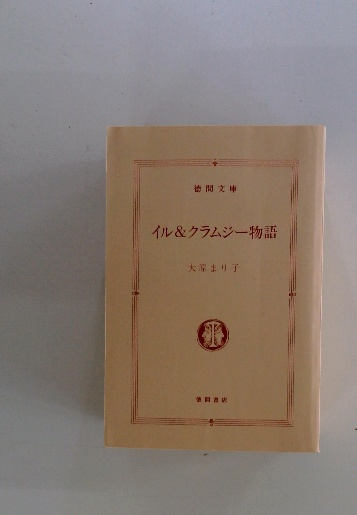 徳間文庫
イル&クラムジー物語
大原まり子
徳間書店